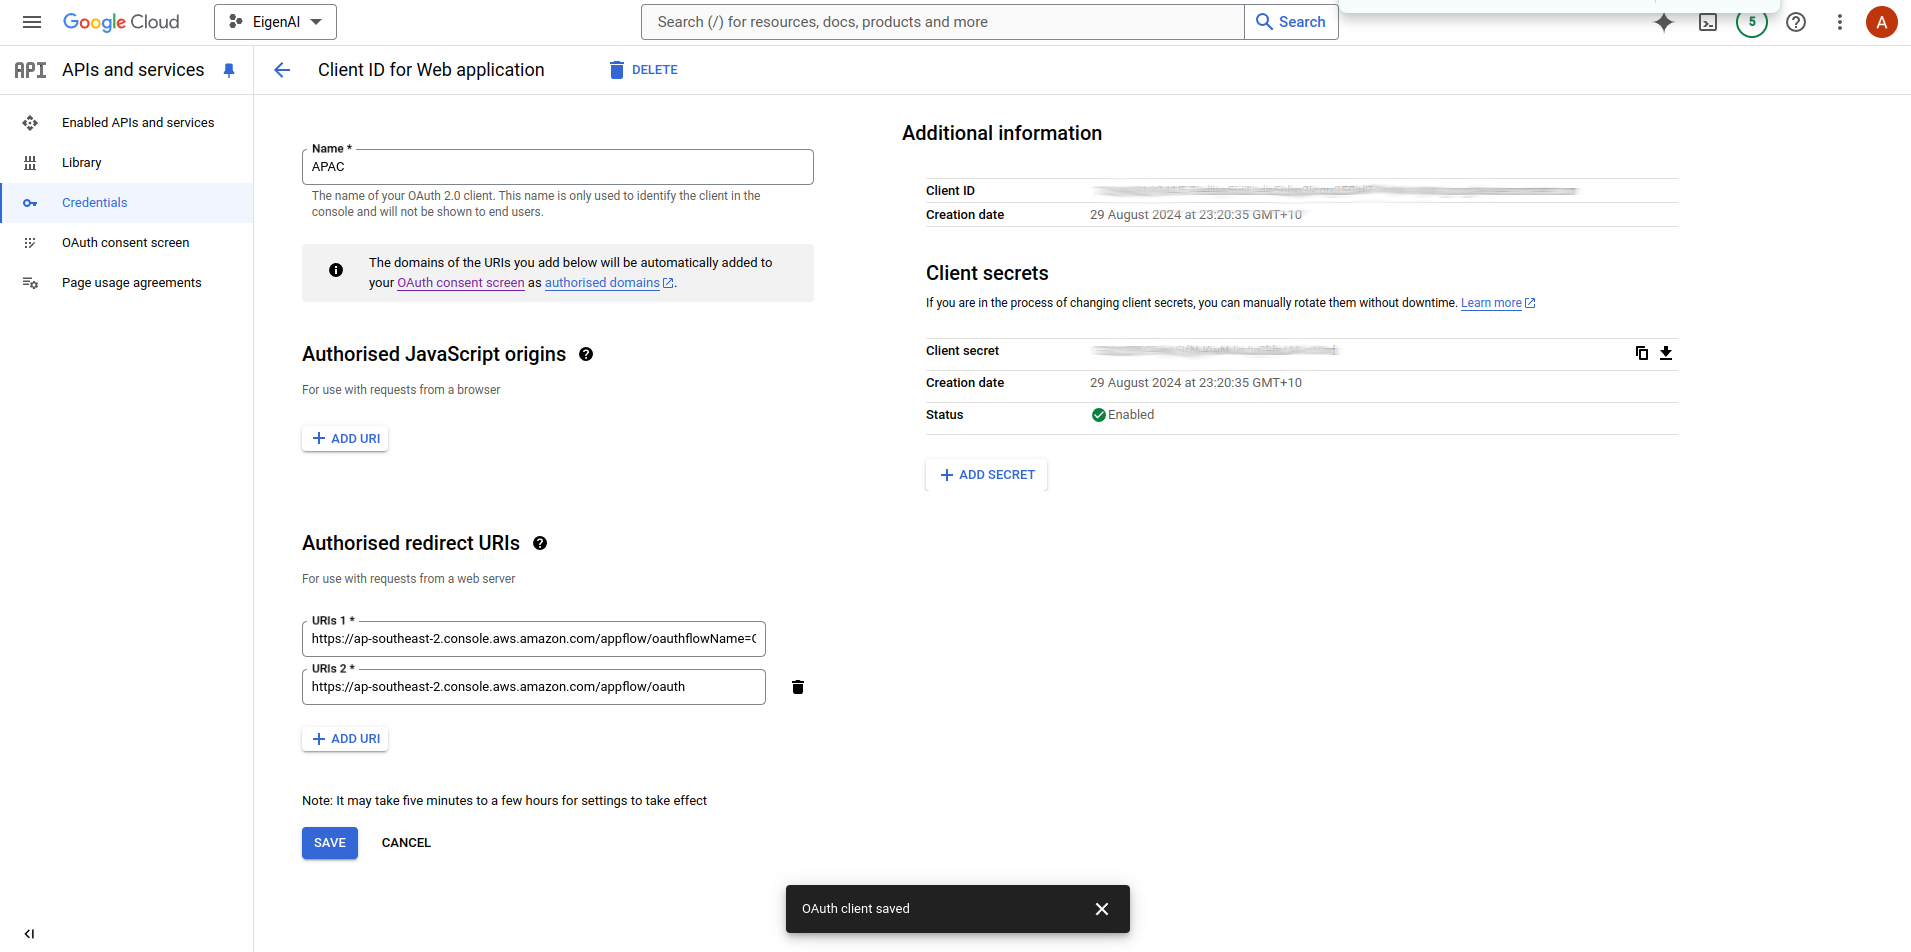 Google Cloud
EigenAI
Search (/) for resources, docs, products and more
Search
5
A
API
APIs and services
Client ID for Web application
DELETE
Enabled APIs and services
Library
Credentials
OAuth consent screen
Page usage agreements
Name *
APAC
The name of your OAuth 2.0 client. This name is only used to identify the client in the
console and will not be shown to end users.
The domains of the URIs you add below will be automatically added to
your OAuth consent screen as authorised domains.
Authorised JavaScript origins
For use with requests from a browser
ADD URI
Authorised redirect URIs
For use with requests from a web server
URIs 1 *
https://ap-southeast-2.console.aws.amazon.com/appflow/oauthflowName=
URIs 2 *
https://ap-southeast-2.console.aws.amazon.com/appflow/oauth
ADD URI
Note: It may take five minutes to a few hours for settings to take effect
SAVE
CANCEL
Additional information
Client ID
Creation date
29 August 2024 at 23:20:35 GMT+10
Client secrets
If you are in the process of changing client secrets, you can manually rotate them without downtime. Learn more
Client secret
Creation date
29 August 2024 at 23:20:35 GMT+10
Status
Enabled
ADD SECRET
OAuth client saved